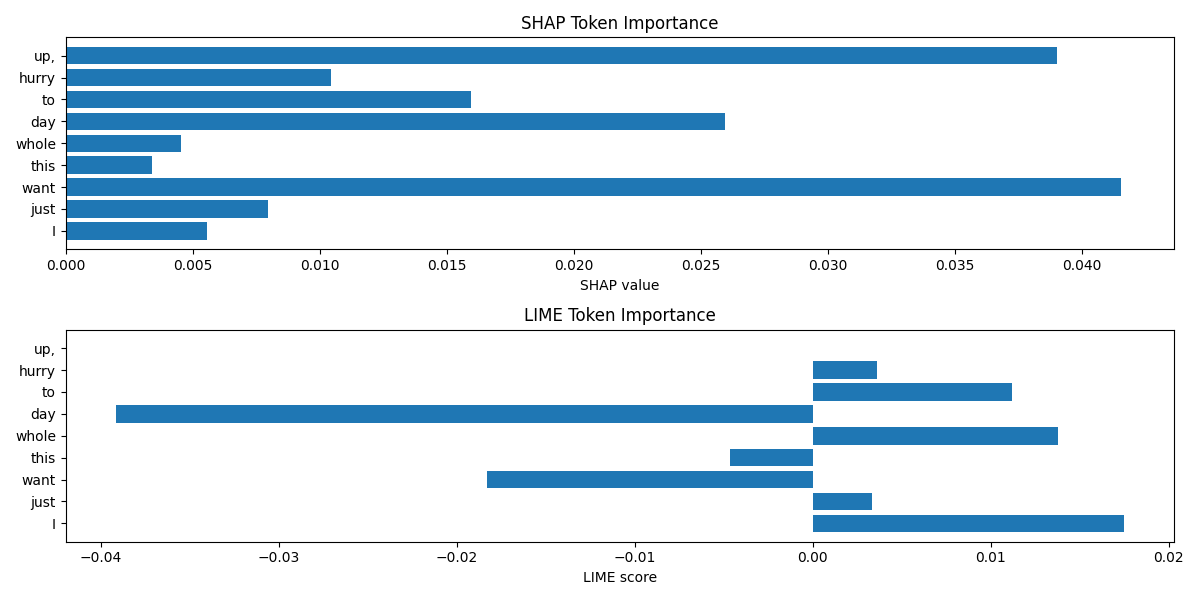 SHAP Token Importance
up,
hurry
to
day
whole
this
want
just
I
0.000 0.005 0.010 0.015 0.020 0.025 0.030 0.035 0.040
SHAP value
LIME Token Importance
up,
hurry
to
day
whole
this
want
just
I
−0.04 −0.03 −0.02 −0.01 0.00 0.01 0.02
LIME score